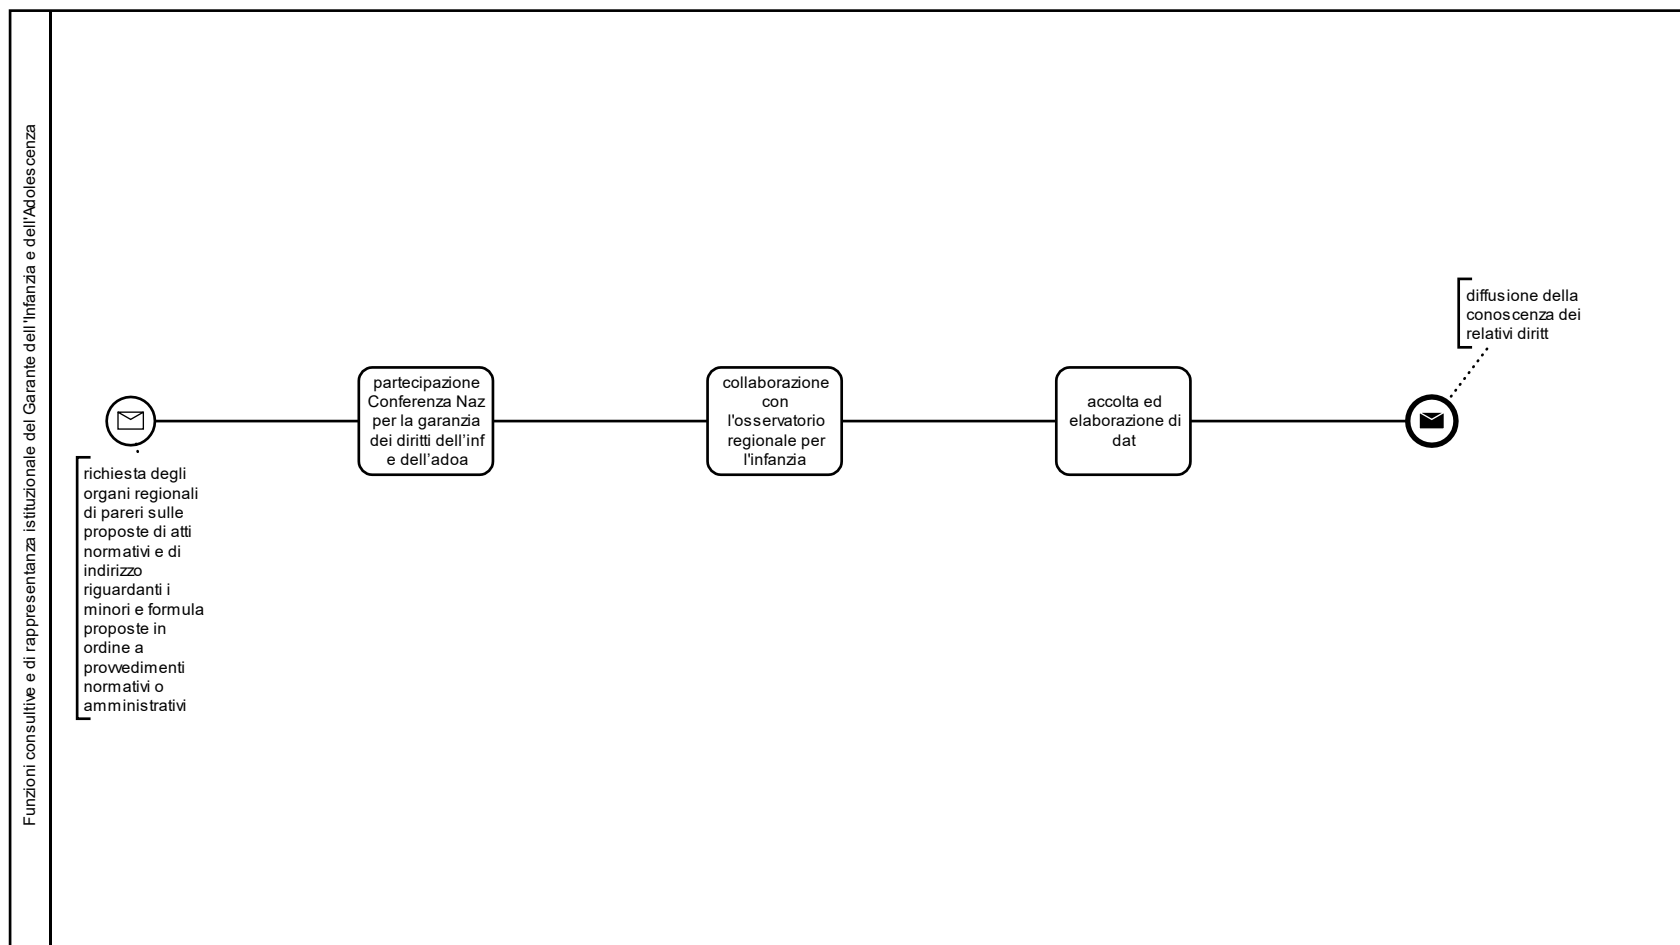 Funzioni consultive e di rappresentanza istituzionale del Garante dell'Infanzia e dell'Adolescenza
richiesta degli
organi regionali
di pareri sulle
proposte di atti
normativi e di
indirizzo
riguardanti i
minori e formula
proposte in
ordine a
provvedimenti
normativi o
amministrativi
partecipazione
Conferenza Naz
per la garanzia
dei diritti dell’inf
e dell’adoa
collaborazione
con
l'osservatorio
regionale per
l'infanzia
accolta ed
elaborazione di
dat
diffusione della
conoscenza dei
relativi diritt